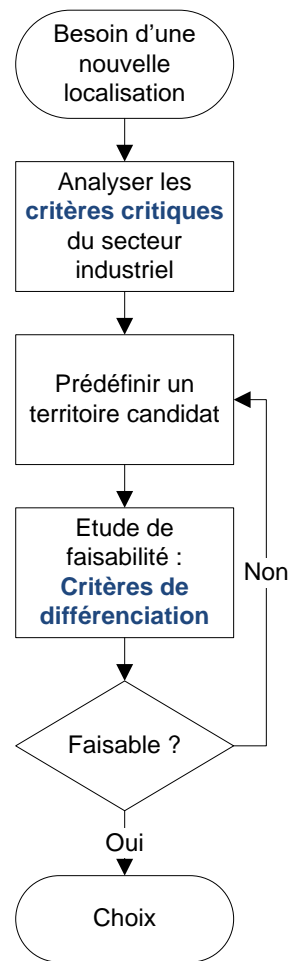 Besoin d'une
nouvelle
localisation
Analyser les
critères critiques
du secteur
industriel
Prédéfinir un
territoire candidat
Etude de
faisabilité :
Critères de
différenciation
Non
Faisable ?
Oui
Choix